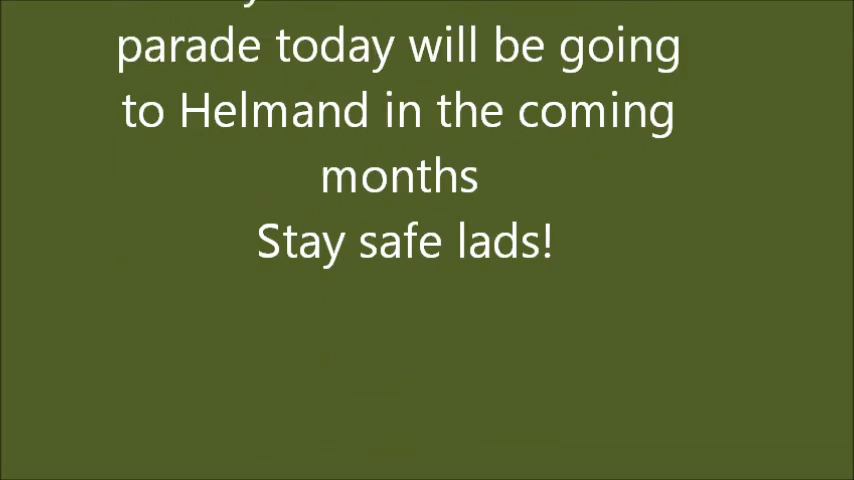 parade today will be going
to Helmand in the coming
months
Stay safe lads!